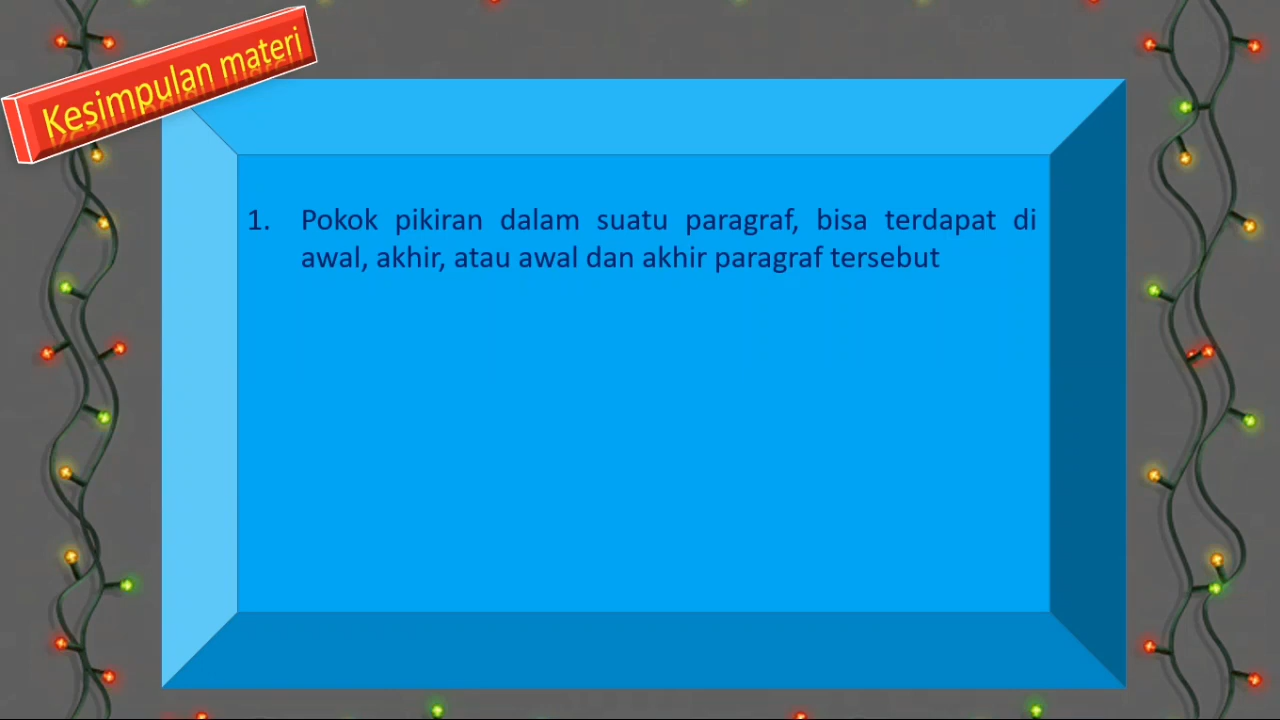 Kesimpulan materi
1. Pokok pikiran dalam suatu paragraf, bisa terdapat di
awal, akhir, atau awal dan akhir paragraf tersebut